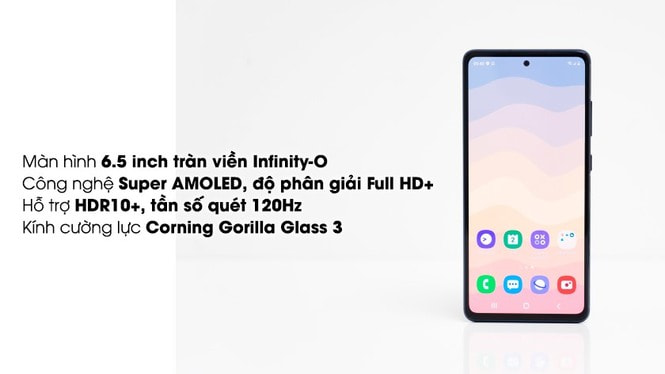 Màn hình 6.5 inch tràn viền Infinity-O
Công nghệ Super AMOLED, độ phân giải Full HD+
Hỗ trợ HDR10+, tần số quét 120Hz
Kính cường lực Corning Gorilla Glass 3